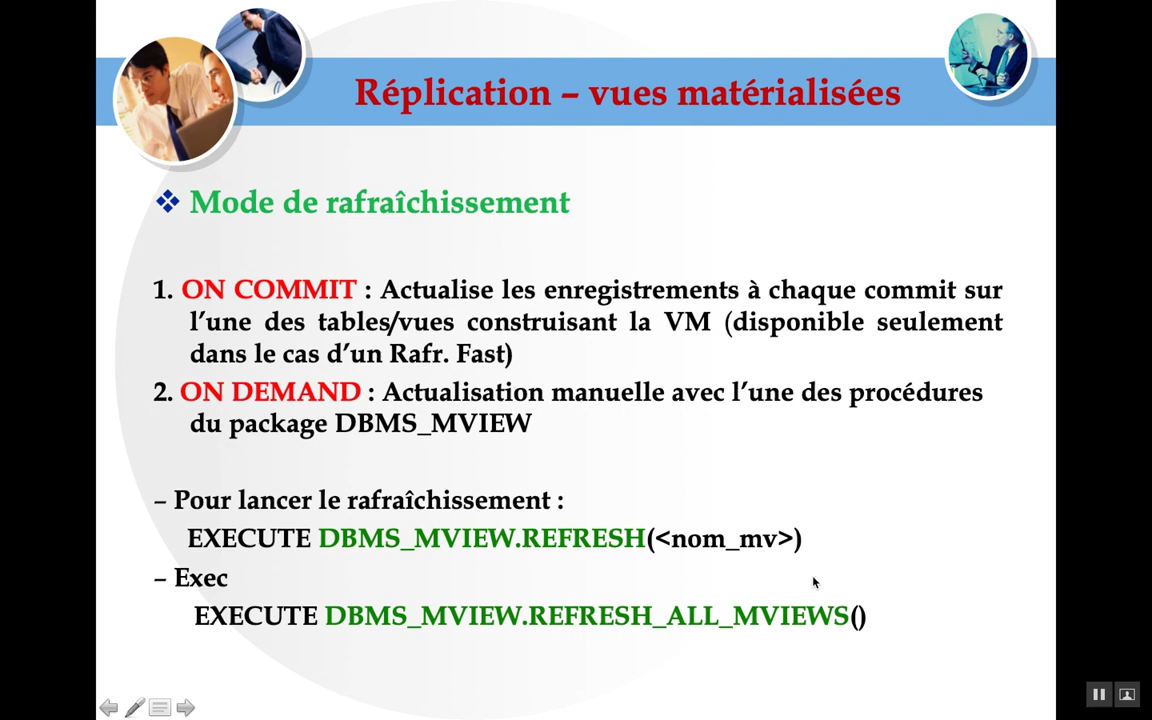 Réplication – vues matérialisées
❖ Mode de rafraîchissement
1. ON COMMIT : Actualise les enregistrements à chaque commit sur
l’une des tables/vues construisant la VM (disponible seulement
dans le cas d’un Rafr. Fast)
2. ON DEMAND : Actualisation manuelle avec l’une des procédures
du package DBMS_MVIEW
– Pour lancer le rafraîchissement :
EXECUTE DBMS_MVIEW.REFRESH(<nom_mv>)
– Exec
EXECUTE DBMS_MVIEW.REFRESH_ALL_MVIEWS()